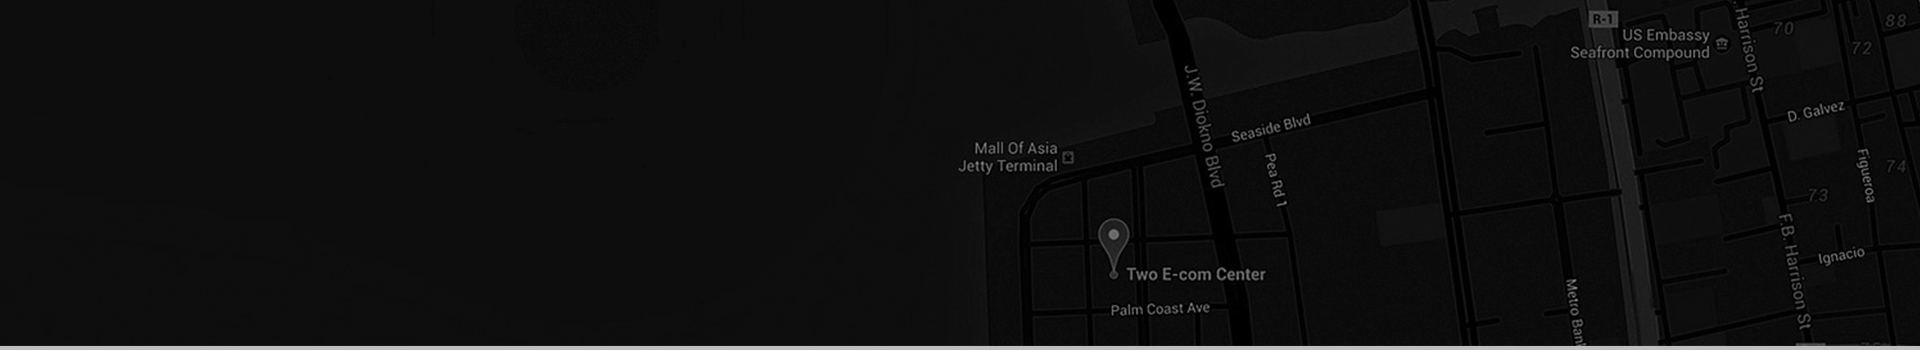 R-1
US Embassy
Seafront Compound
Harrison St
70
88
72
J.W. Diokno Blvd
Seaside Blvd
D. Galvez
Mall Of Asia
Jetty Terminal
Pea Rd 1
Figueroa
74
73
Two E-com Center
F.B. Harrison St
Ignacio
Palm Coast Ave
Metro Ban